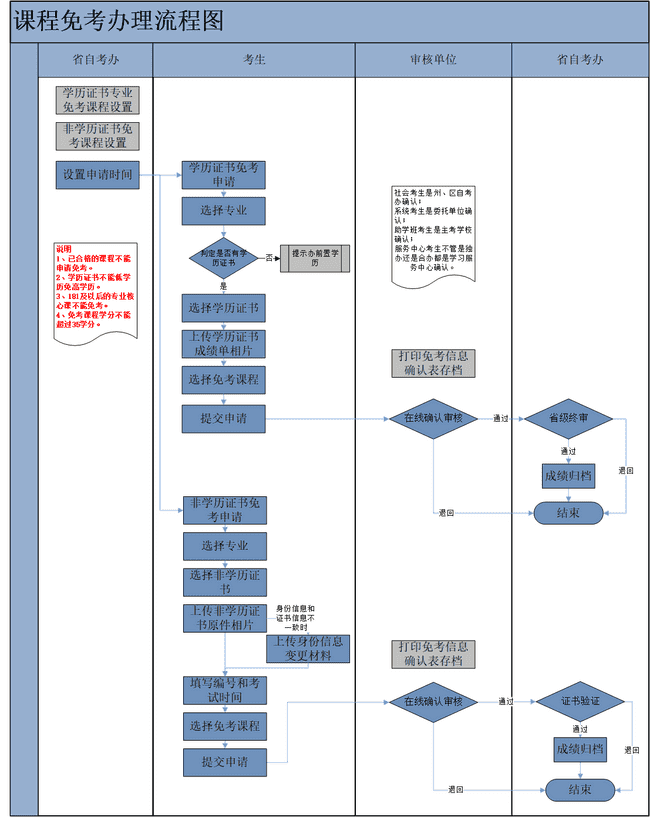 课程免考办理流程图
省自考办
考生
审核单位
省自考办
学历证书专业
免考课程设置
非学历证书免
考课程设置
设置申请时间
说明
1、已合格的课程不能
申请免考。
2、学历证书不能低学
历免高学历。
3、181及以后的专业核
心课不能免考。
4、免考课程学分不能
超过35学分。
学历证书免考
申请
选择专业
判定是否有学
历证书
否
提示办前置学
历
是
选择学历证书
上传学历证书
成绩单相片
选择免考课程
提交申请
社会考生是州、区自考
办确认；
系统考生是委托单位确
认；
助学班考生是主考学校
确认；
服务中心考生不管是独
办还是合办都是学习服
务中心确认。
打印免考信息
确认表存档
在线确认审核
通过
省级终审
通过
退回
成绩归档
退回
结束
非学历证书免
考申请
选择专业
选择非学历证
书
上传非学历证
书原件相片
身份信息和
证书信息不
一致时
上传身份信息
变更材料
填写编号和考
试时间
选择免考课程
提交申请
打印免考信息
确认表存档
在线确认审核
通过
证书验证
通过
退回
成绩归档
退回
结束